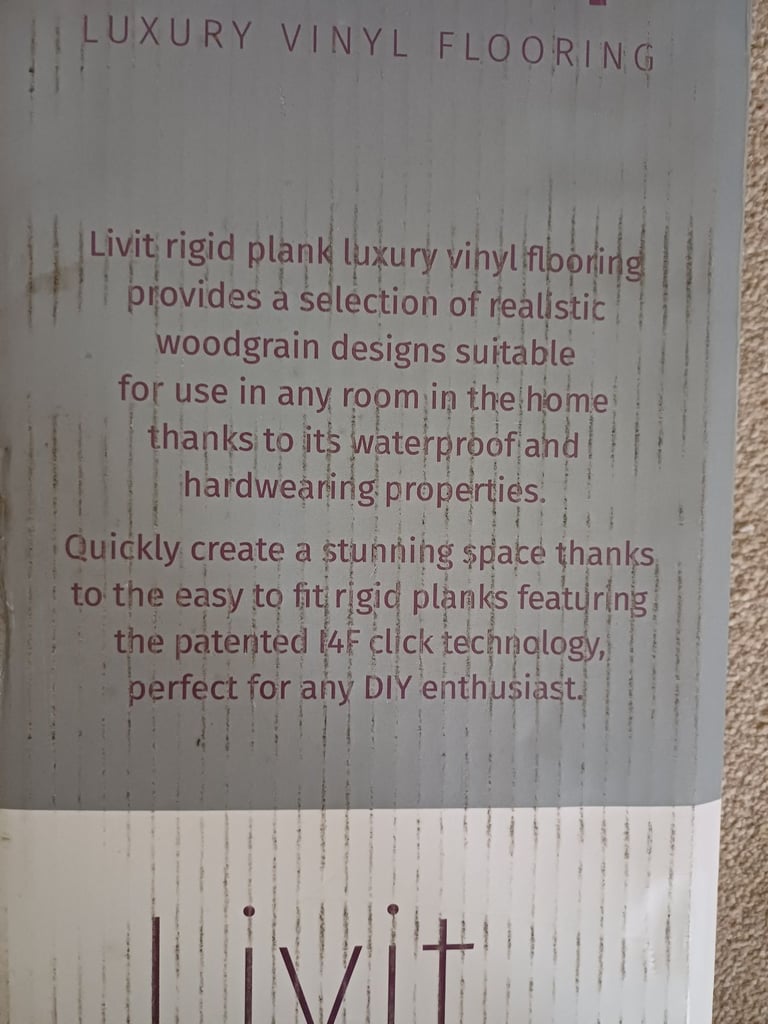 LUXURY VINYL FLOORING
Livit rigid plank luxury vinyl flooring
provides a selection of realistic
woodgrain designs suitable
for use in any room in the home
thanks to its waterproof and
hardwearing properties.
Quickly create a stunning space thanks
to the easy to fit rigid planks featuring
the patented I4F click technology,
perfect for any DIY enthusiast.
Livit